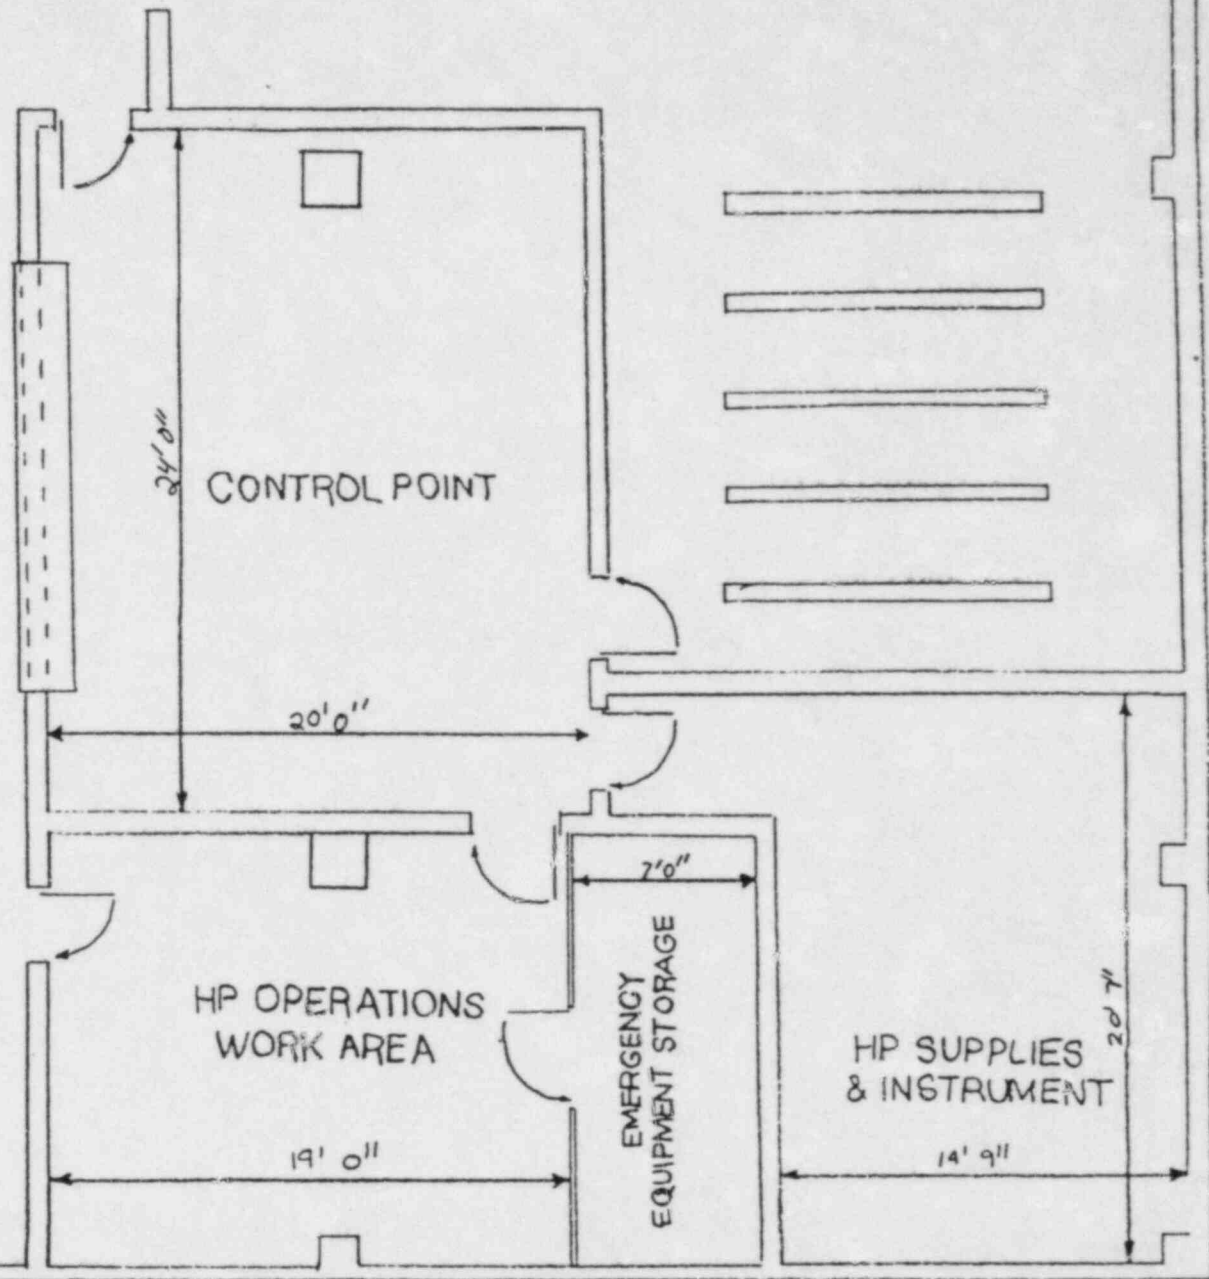 24' 0"
CONTROL POINT
20' 0"
7' 0"
HP OPERATIONS
WORK AREA
EMERGENCY
EQUIPMENT STORAGE
HP SUPPLIES
& INSTRUMENT
20' 7"
19' 0"
14' 9"